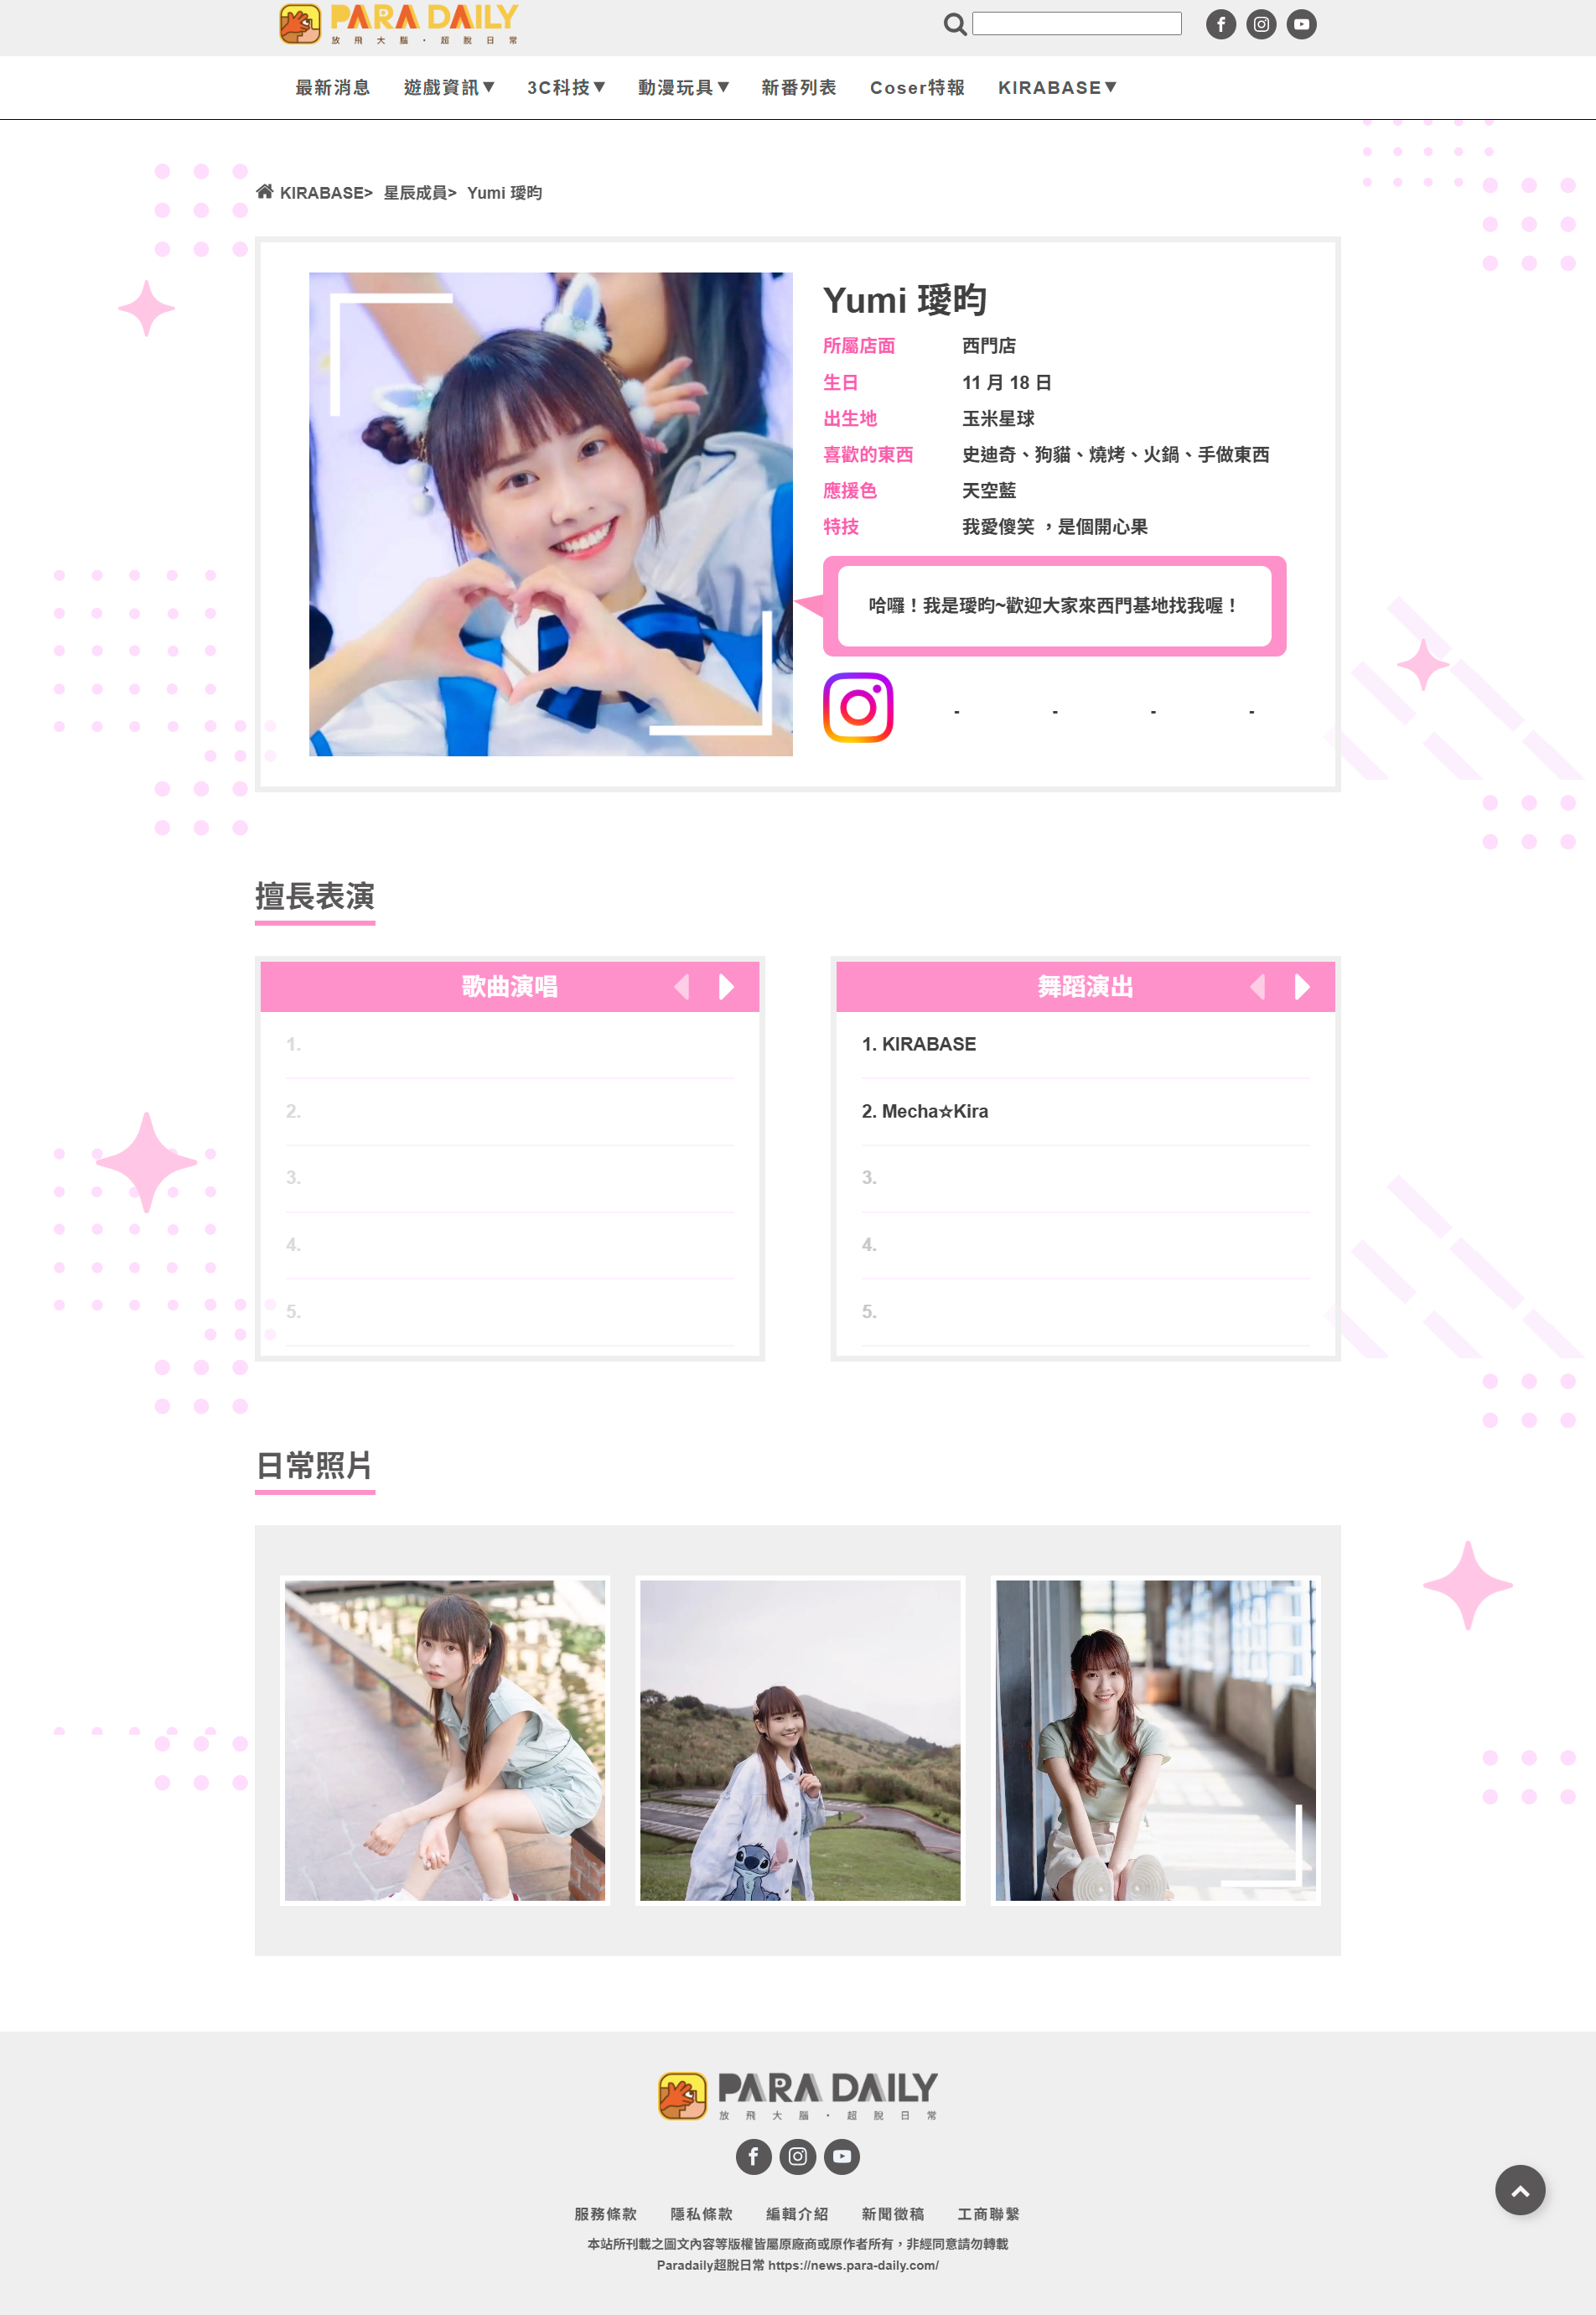 PARA DAILY
放飛大腦・超脫日常
最新消息 遊戲資訊▼ 3C科技▼ 動漫玩具▼ 新番列表 Coser特報 KIRABASE▼
KIRABASE> 星辰成員> Yumi 璦昀
Yumi 璦昀
所屬店面 西門店
生日 11 月 18 日
出生地 玉米星球
喜歡的東西 史迪奇、狗貓、燒烤、火鍋、手做東西
應援色 天空藍
特技 我愛傻笑 ，是個開心果
哈囉！我是璦昀~歡迎大家來西門基地找我喔！
- - - -
擅長表演
歌曲演唱
1.
2.
3.
4.
5.
舞蹈演出
1. KIRABASE
2. Mecha☆Kira
3.
4.
5.
日常照片
PARA DAILY
放飛大腦・超脫日常
服務條款 隱私條款 編輯介紹 新聞徵稿 工商聯繫
本站所刊載之圖文內容等版權皆屬原廠商或原作者所有，非經同意請勿轉載
Paradaily超脫日常 https://news.para-daily.com/